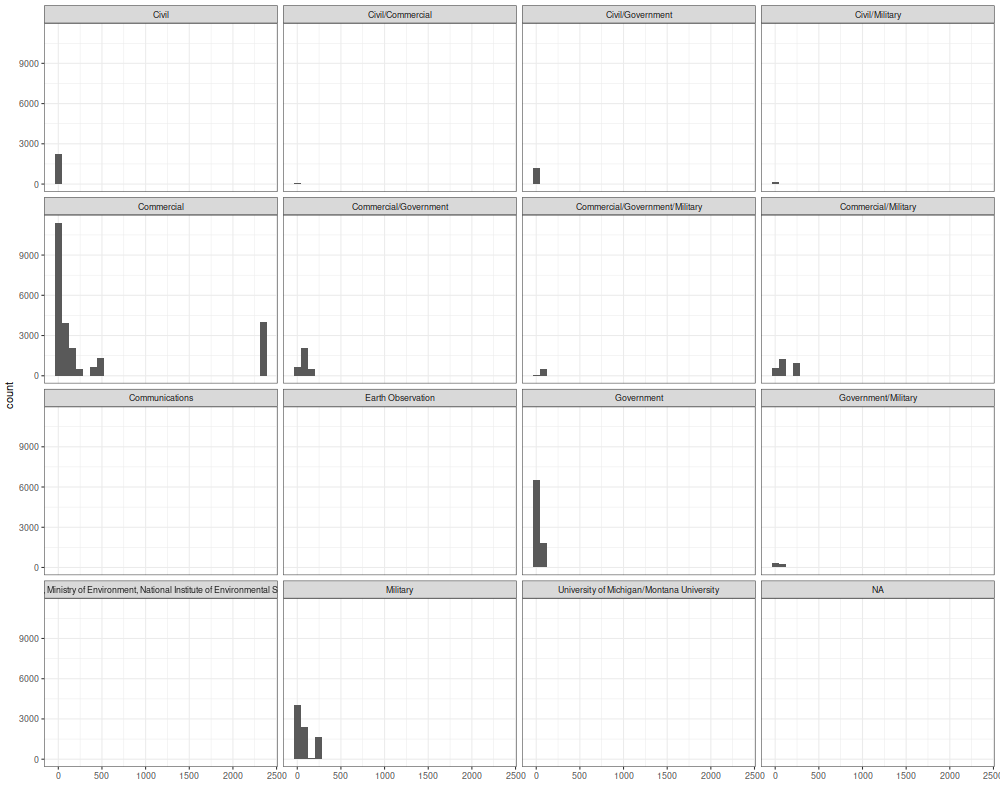 Civil Civil/Commercial Civil/Government Civil/Military
9000
6000
3000
0
Commercial Commercial/Government Commercial/Government/Military Commercial/Military
9000
6000
3000
0
count
Communications Earth Observation Government Government/Military
9000
6000
3000
0
, Ministry of Environment, National Institute of Environmental S Military University of Michigan/Montana University NA
9000
6000
3000
0
0 500 1000 1500 2000 2500 0 500 1000 1500 2000 2500 0 500 1000 1500 2000 2500 0 500 1000 1500 2000 2500